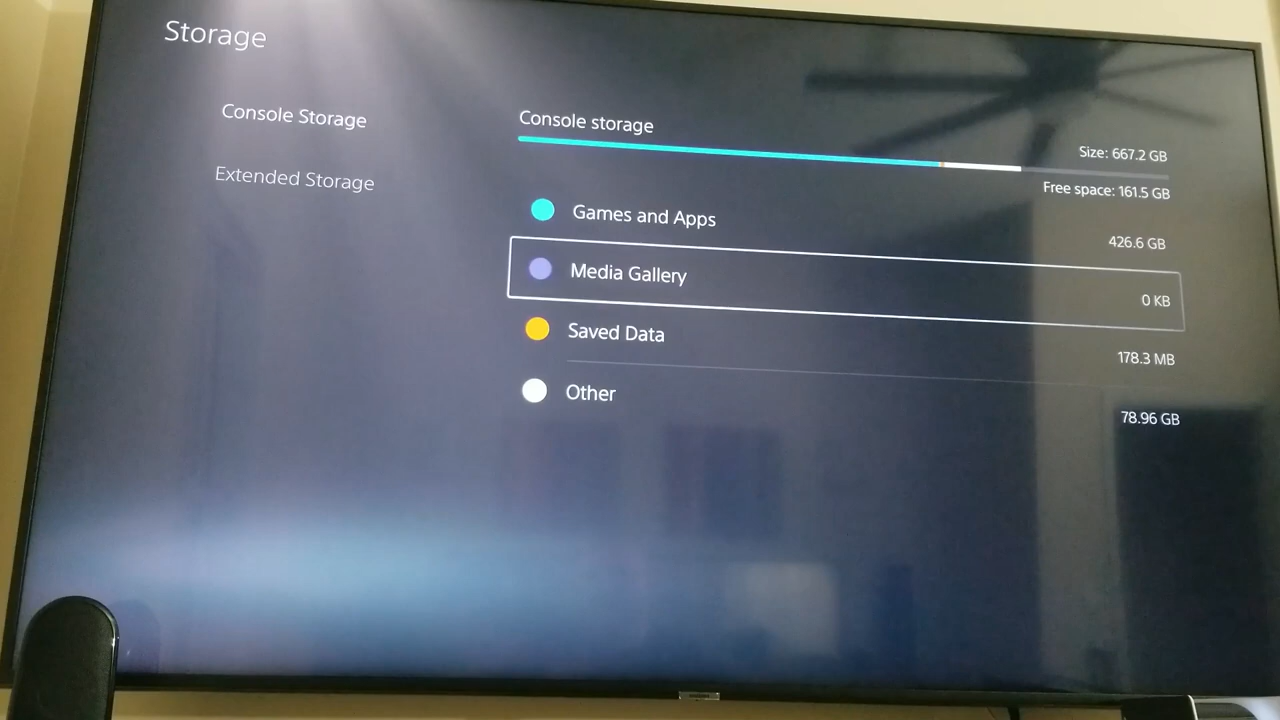 Storage
Console Storage
Extended Storage
Console storage
Size: 667.2 GB
Free space: 161.5 GB
Games and Apps
426.6 GB
Media Gallery
0 KB
Saved Data
178.3 MB
Other
78.96 GB